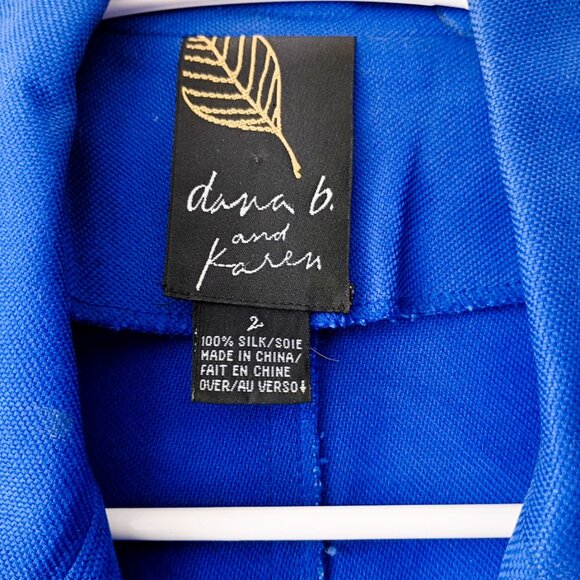 dana b.
and
Karen
2
100% SILK/SOIE
MADE IN CHINA/
FAIT EN CHINE
OVER/AU VERSO↓